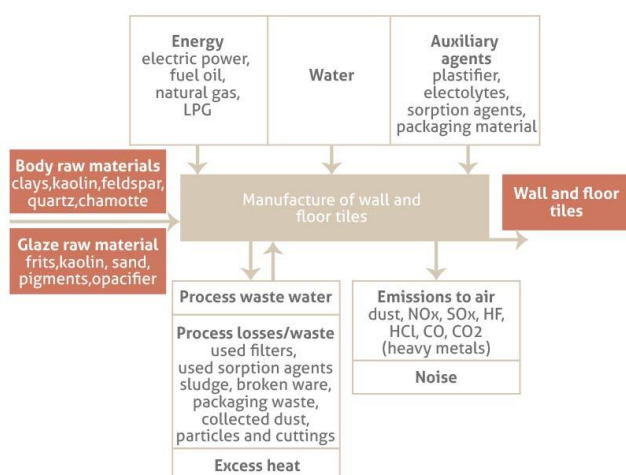 Energy
electric power,
fuel oil,
natural gas,
LPG
Water
Auxiliary
agents
plastifier,
electolytes,
sorption agents,
packaging material
Body raw materials
clays,kaolin,feldspar,
quartz,chamotte
Manufacture of wall and
floor tiles
Wall and floor
tiles
Glaze raw material
frits,kaolin, sand,
pigments,opacifier
Process waste water
Process losses/waste
used filters,
used sorption agents
sludge, broken ware,
packaging waste,
collected dust,
particles and cuttings
Excess heat
Emissions to air
dust, NOx, SOx, HF,
HCl, CO, CO2
(heavy metals)
Noise